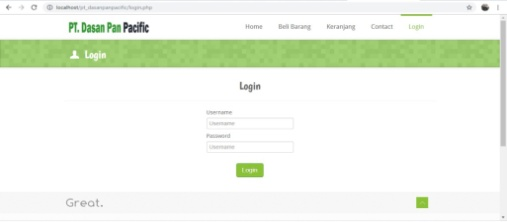 localhost/pt_dasanpanpacific/login.php
PT. Dasan Pan Pacific
Home Beli Barang Keranjang Contact Login
Login
Login
Username
Username
Password
Username
Login
Great.